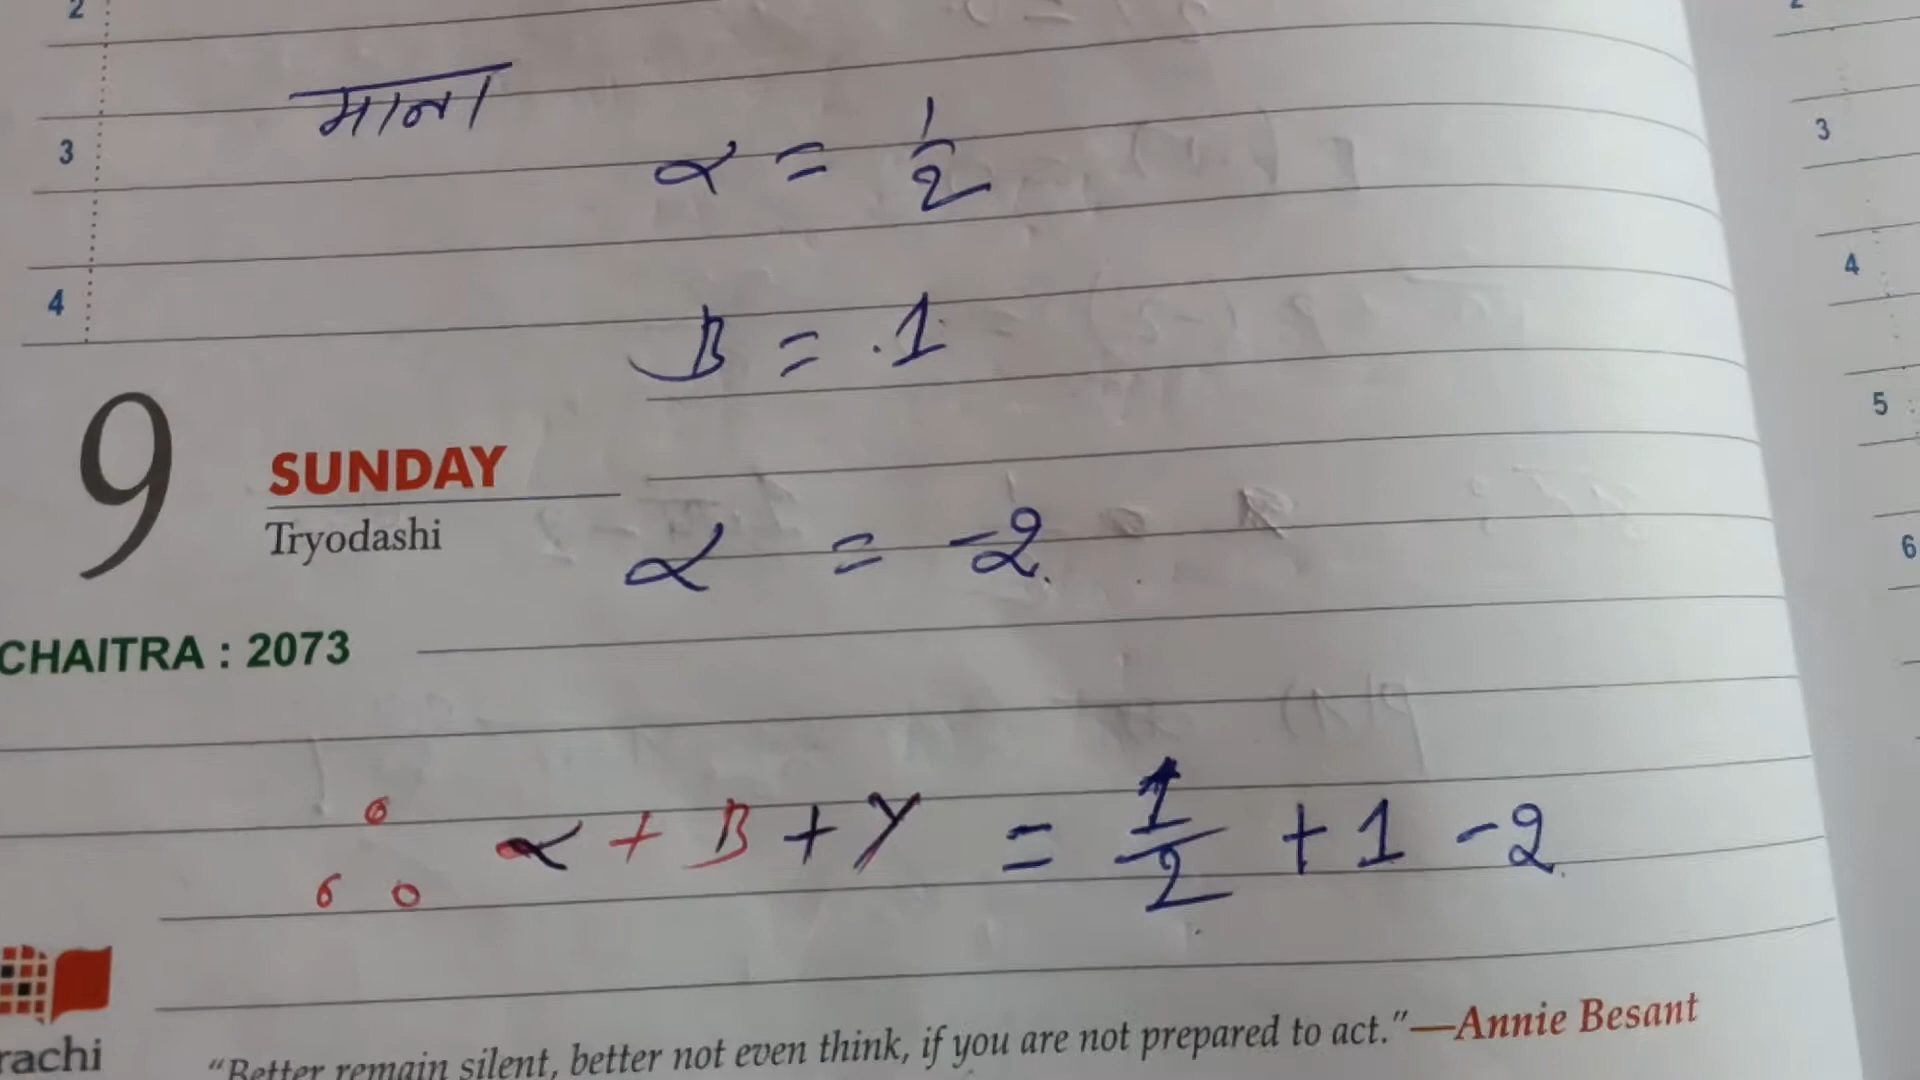 2
माना
3
α = 1/2
4
B = .1
9 SUNDAY
Tryodashi
α = -2
CHAITRA : 2073
∴ α + B + γ = 1/2 + 1 - 2
rachi
“Better remain silent, better not even think, if you are not prepared to act.”—Annie Besant
3
4
5
6